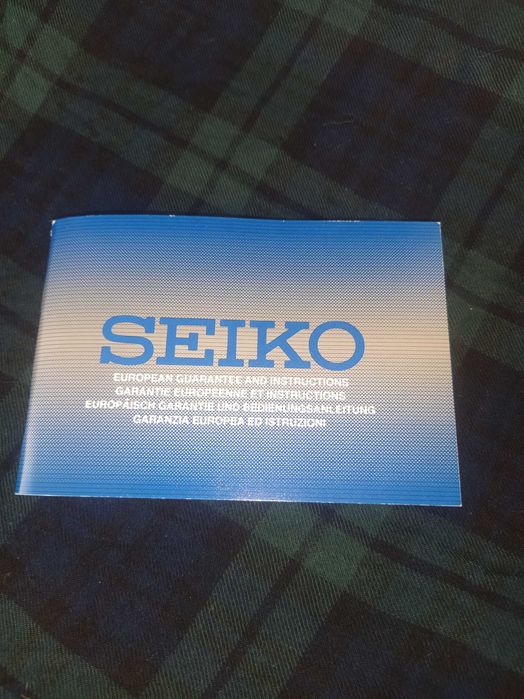 SEIKO
EUROPEAN GUARANTEE AND INSTRUCTIONS
GARANTIE EUROPEENNE ET INSTRUCTIONS
EUROPÄISCH GARANTIE UND BEDIENUNGSANLEITUNG
GARANZIA EUROPEA ED ISTRUZIONI